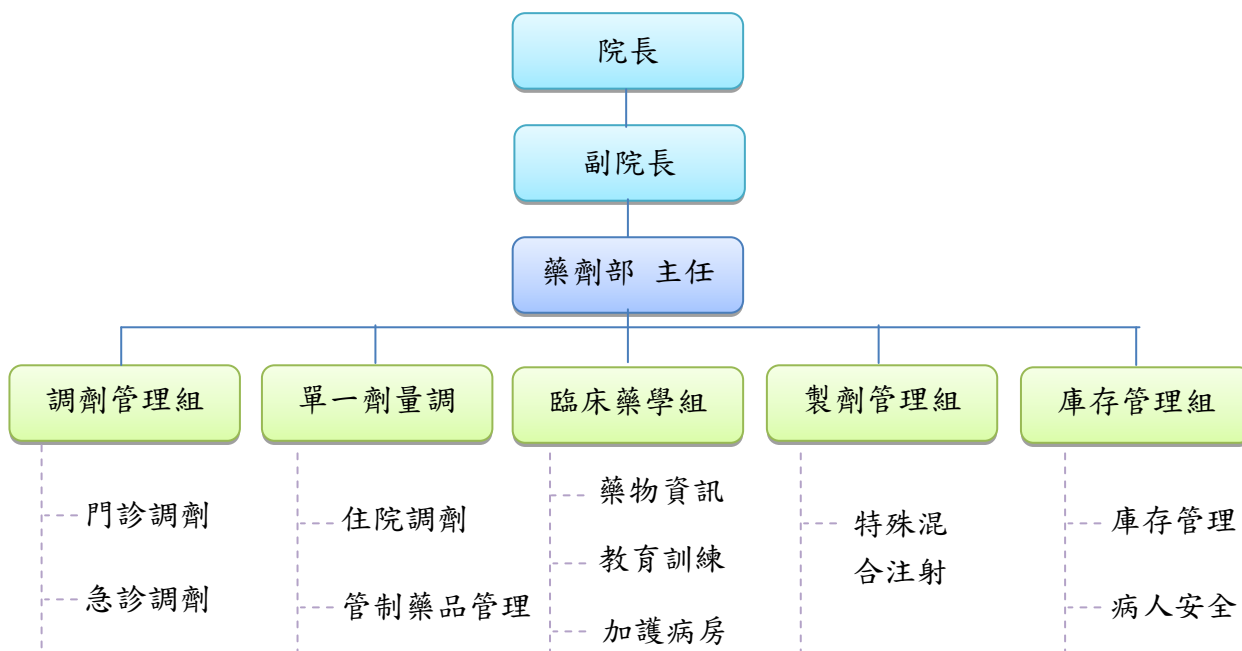 院長
副院長
藥劑部 主任
調劑管理組
單一劑量調
臨床藥學組
製劑管理組
庫存管理組
門診調劑
急診調劑
住院調劑
管制藥品管理
藥物資訊
教育訓練
加護病房
特殊混
合注射
庫存管理
病人安全